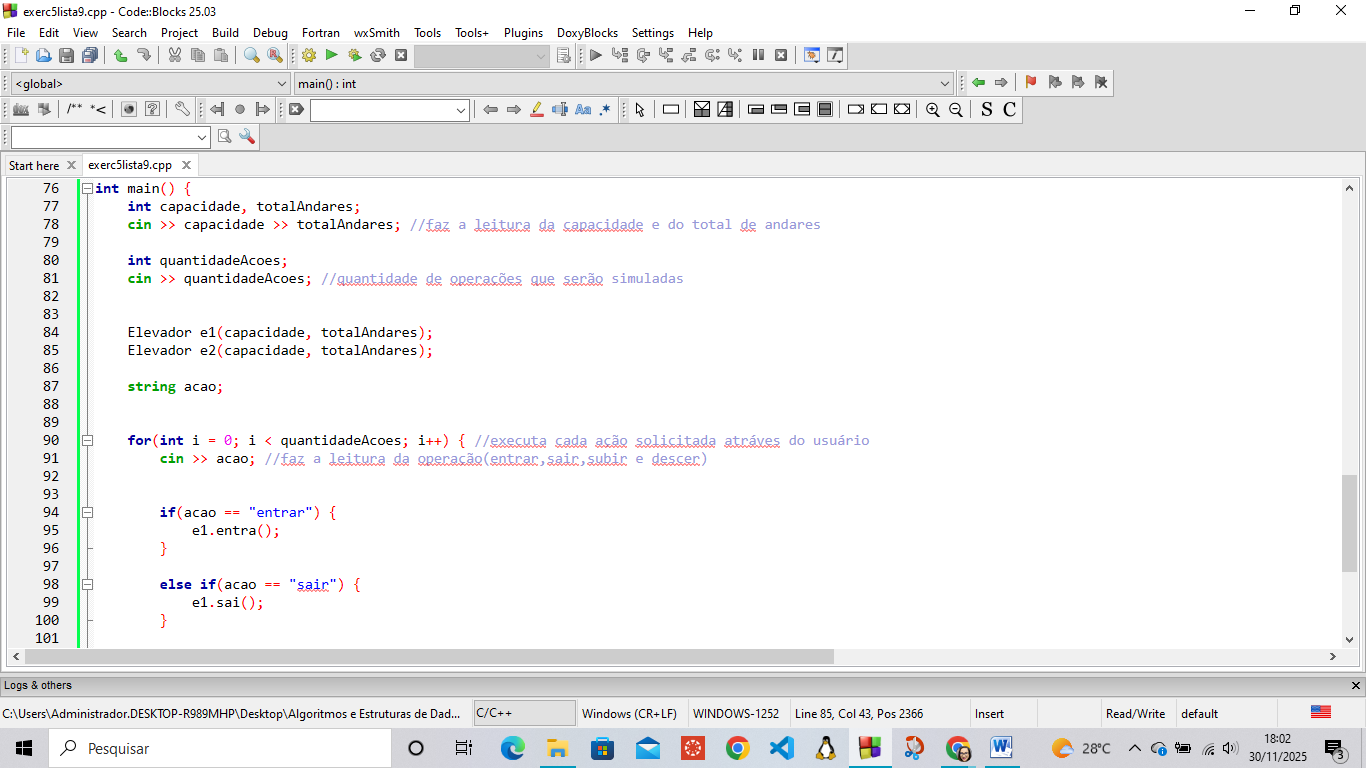 exerc5lista9.cpp - Code::Blocks 25.03
File Edit View Search Project Build Debug Fortran wxSmith Tools Tools+ Plugins DoxyBlocks Settings Help
<global> main() : int
/** *< Aa .* S C
Start here exerc5lista9.cpp
76 int main() {
77 int capacidade, totalAndares;
78 cin >> capacidade >> totalAndares; //faz a leitura da capacidade e do total de andares
79
80 int quantidadeAcoes;
81 cin >> quantidadeAcoes; //quantidade de operações que serão simuladas
82
83
84 Elevador e1(capacidade, totalAndares);
85 Elevador e2(capacidade, totalAndares);
86
87 string acao;
88
89
90 for(int i = 0; i < quantidadeAcoes; i++) { //executa cada ação solicitada atráves do usuário
91 cin >> acao; //faz a leitura da operação(entrar,sair,subir e descer)
92
93
94 if(acao == "entrar") {
95 e1.entra();
96 }
97
98 else if(acao == "sair") {
99 e1.sai();
100 }
101
Logs & others
C:\Users\Administrador.DESKTOP-R989MHP\Desktop\Algoritmos e Estruturas de Dad... C/C++ Windows (CR+LF) WINDOWS-1252 Line 85, Col 43, Pos 2366 Insert Read/Write default
Pesquisar 28°C 18:02
30/11/2025 3